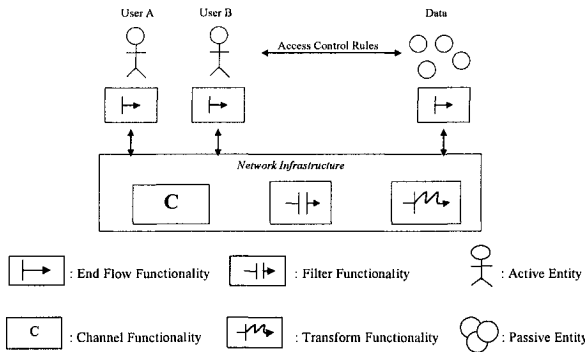 User A User B Data
Access Control Rules
Network Infrastructure
C
: End Flow Functionality : Filter Functionality : Active Entity
C : Channel Functionality : Transform Functionality : Passive Entity